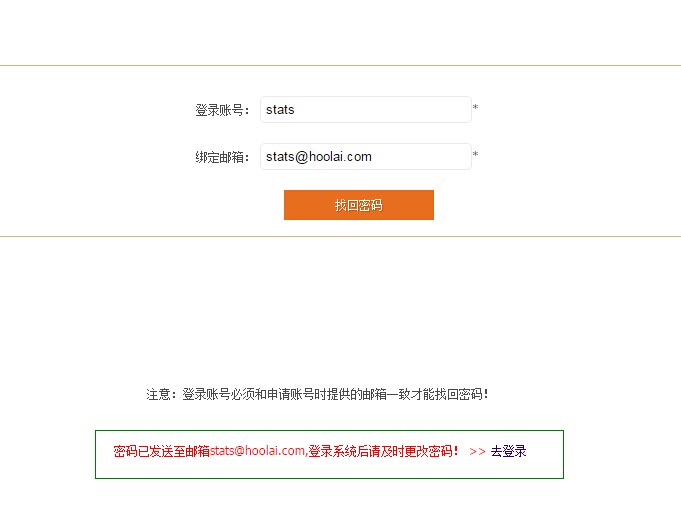 登录账号： stats *
绑定邮箱： stats@hoolai.com *
找回密码
注意：登录账号必须和申请账号时提供的邮箱一致才能找回密码！
密码已发送至邮箱stats@hoolai.com,登录系统后请及时更改密码！ >> 去登录